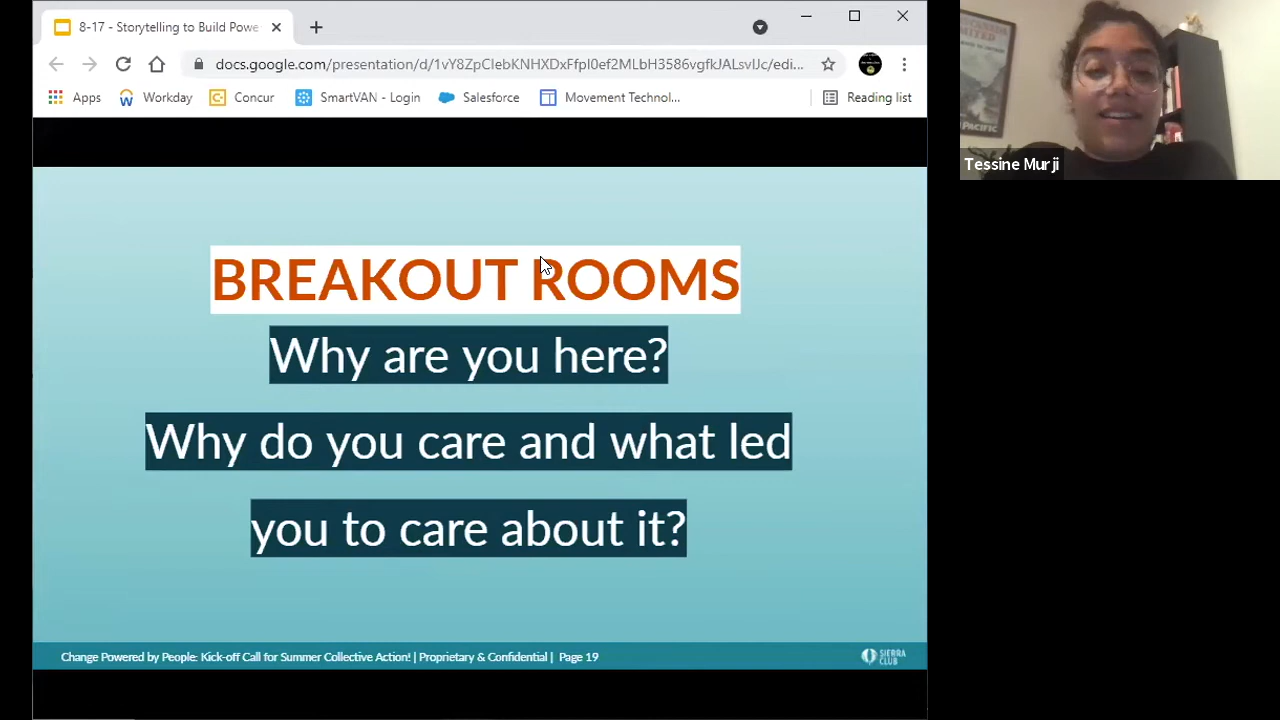 8-17 - Storytelling to Build Powe
docs.google.com/presentation/d/1vY8ZpClebKNHXDxFfpI0ef2MLbH3586vgfkJALsvIJc/edi...
Apps
Workday
Concur
SmartVAN - Login
Salesforce
Movement Technol...
Reading list
BREAKOUT ROOMS
Why are you here?
Why do you care and what led
you to care about it?
Change Powered by People: Kick-off Call for Summer Collective Action! | Proprietary & Confidential | Page 19
SIERRA
CLUB
UNITED
PACIFIC
Tessine Murji